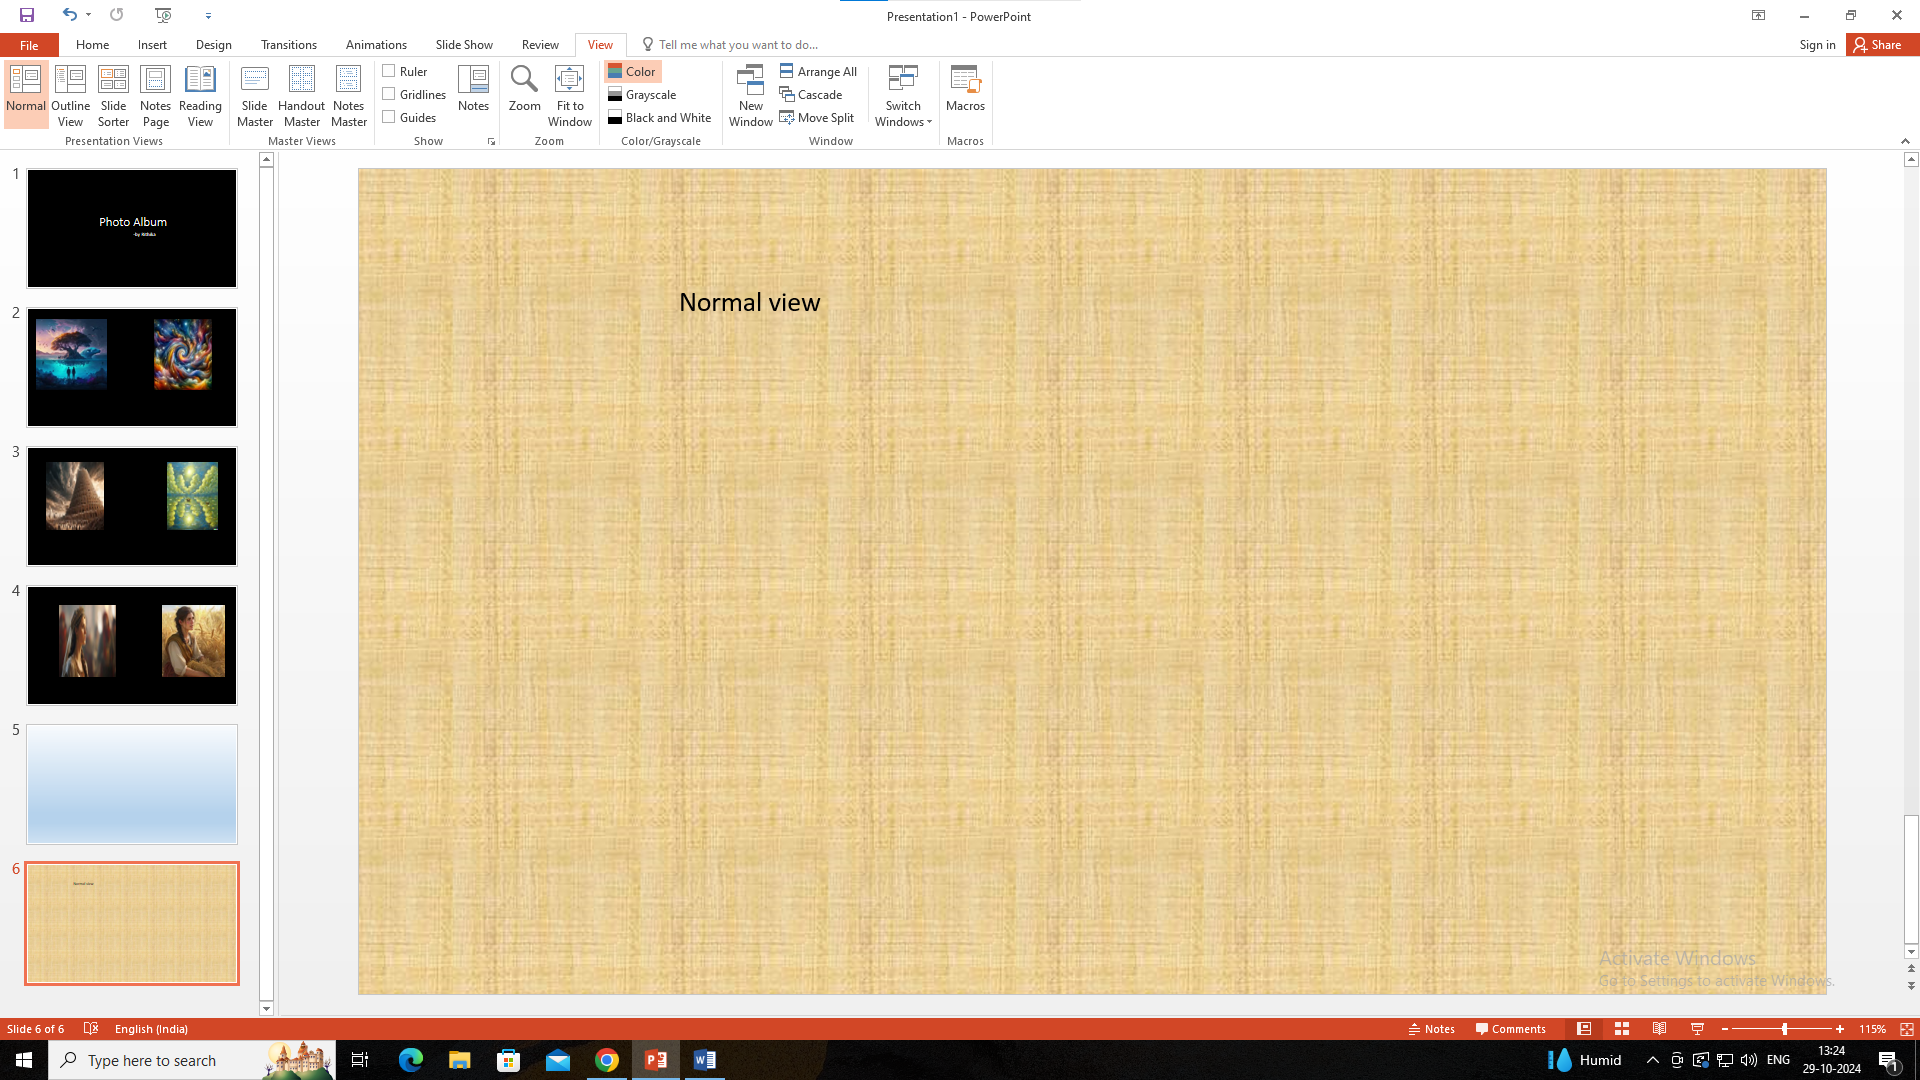 Presentation1 - PowerPoint
File Home Insert Design Transitions Animations Slide Show Review View Tell me what you want to do... Sign in Share
Normal Outline View Slide Sorter Notes Page Reading View
Presentation Views
Slide Master Handout Master Notes Master
Master Views
Ruler
Gridlines
Guides
Notes
Show
Zoom Fit to Window
Zoom
Color
Grayscale
Black and White
Color/Grayscale
New Window
Arrange All
Cascade
Move Split
Switch Windows
Window
Macros
Macros
1
Photo Album
-by Rithika
2
3
4
5
6
Normal view
Normal view
Activate Windows
Go to Settings to activate Windows.
Slide 6 of 6 English (India) Notes Comments 115%
Type here to search
Humid
ENG
13:24
29-10-2024
1